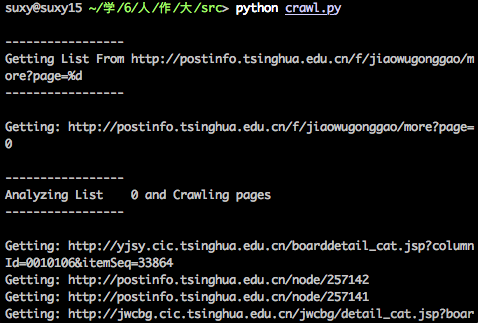 suxy@suxy15 ~/学/6/人/作/大/src> python crawl.py
-----------------
Getting List From http://postinfo.tsinghua.edu.cn/f/jiaowugonggao/m
ore?page=%d
-----------------
Getting: http://postinfo.tsinghua.edu.cn/f/jiaowugonggao/more?page=
0
-----------------
Analyzing List    0 and Crawling pages
-----------------
Getting: http://yjsy.cic.tsinghua.edu.cn/boarddetail_cat.jsp?column
Id=0010106&itemSeq=33864
Getting: http://postinfo.tsinghua.edu.cn/node/257142
Getting: http://postinfo.tsinghua.edu.cn/node/257141
Getting: http://jwcbg.cic.tsinghua.edu.cn/jwcbg/detail_cat.jsp?boar